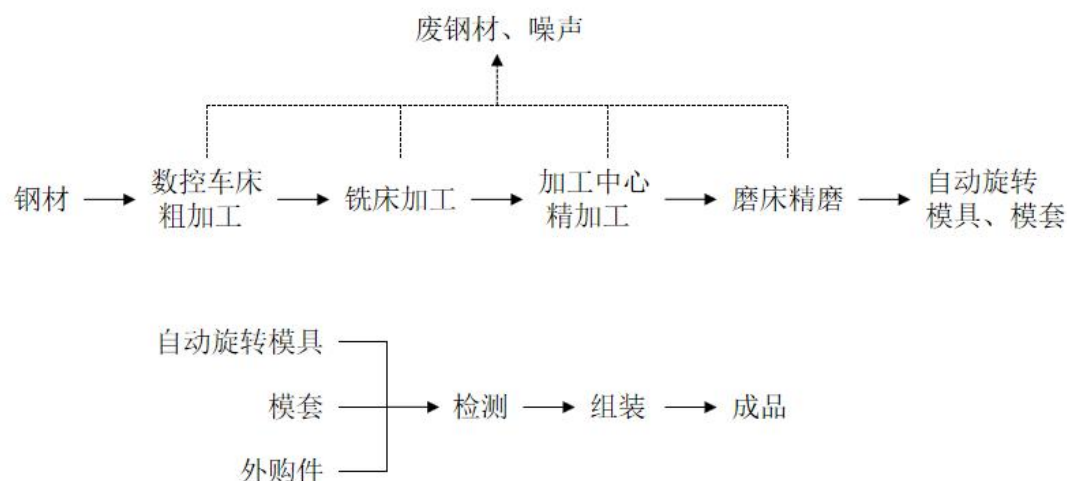 废钢材、噪声
钢材
数控车床
粗加工
铣床加工
加工中心
精加工
磨床精磨
自动旋转
模具、模套
自动旋转模具
模套
外购件
检测
组装
成品